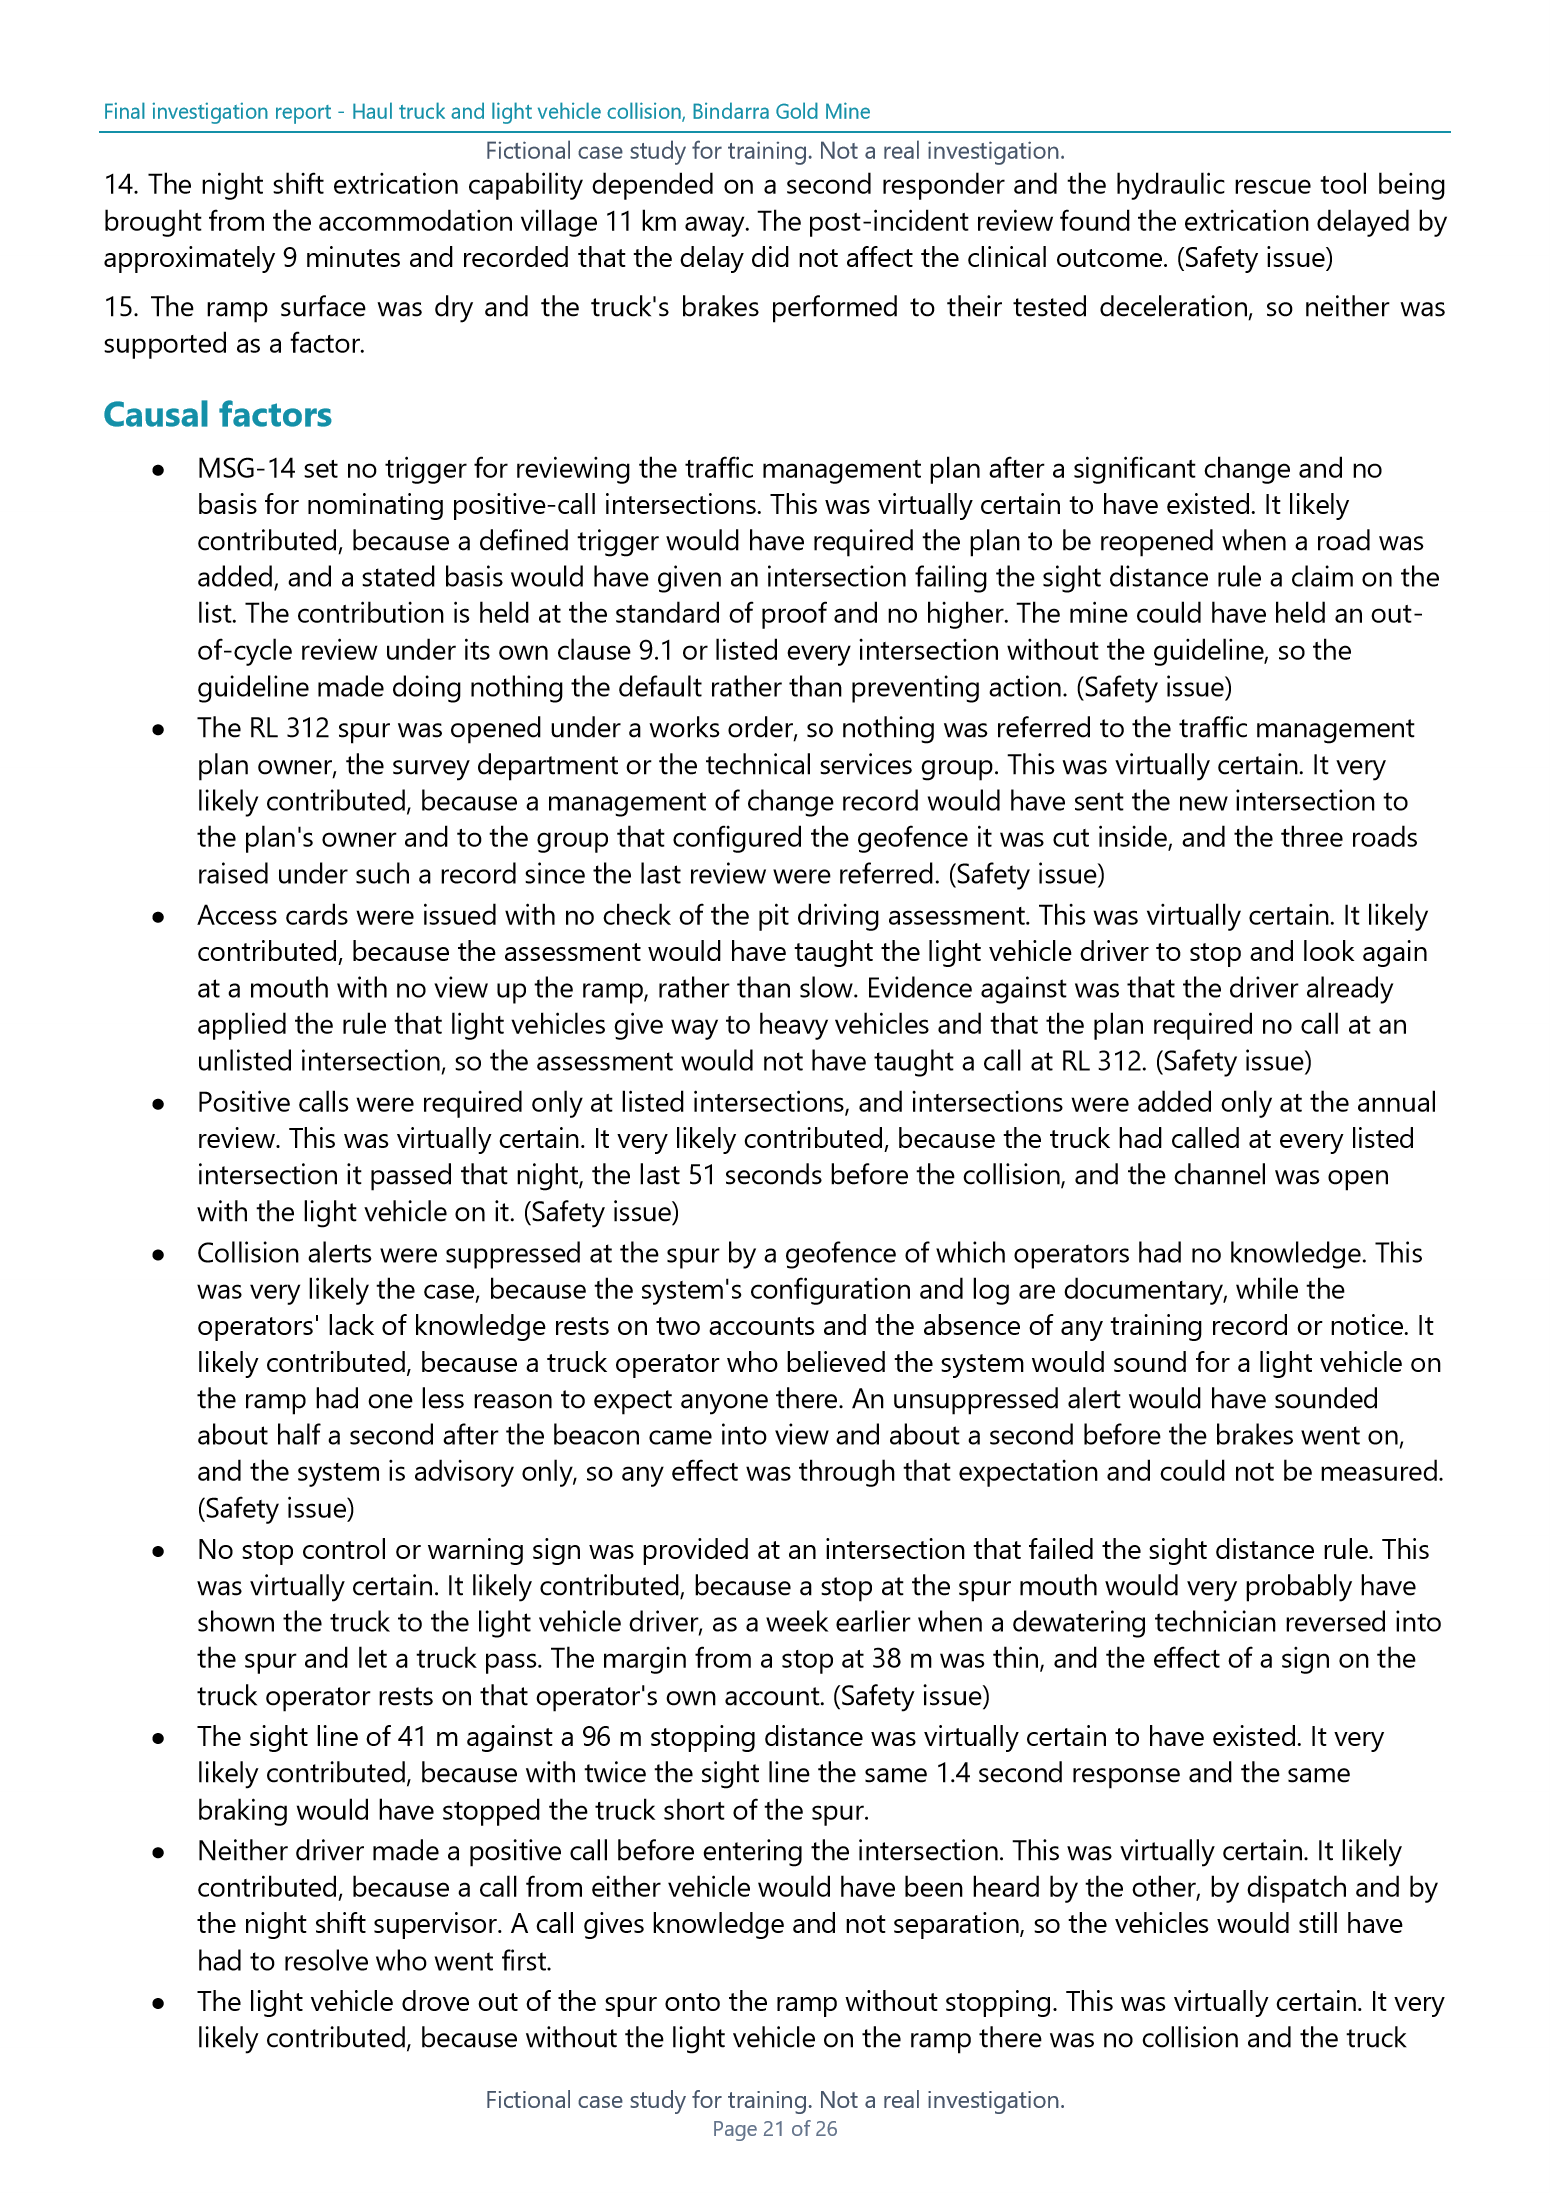 Final investigation report - Haul truck and light vehicle collision, Bindarra Gold Mine
Fictional case study for training. Not a real investigation.
14. The night shift extrication capability depended on a second responder and the hydraulic rescue tool being
brought from the accommodation village 11 km away. The post-incident review found the extrication delayed by
approximately 9 minutes and recorded that the delay did not affect the clinical outcome. (Safety issue)
15. The ramp surface was dry and the truck's brakes performed to their tested deceleration, so neither was
supported as a factor.
Causal factors
● MSG-14 set no trigger for reviewing the traffic management plan after a significant change and no
basis for nominating positive-call intersections. This was virtually certain to have existed. It likely
contributed, because a defined trigger would have required the plan to be reopened when a road was
added, and a stated basis would have given an intersection failing the sight distance rule a claim on the
list. The contribution is held at the standard of proof and no higher. The mine could have held an out-
of-cycle review under its own clause 9.1 or listed every intersection without the guideline, so the
guideline made doing nothing the default rather than preventing action. (Safety issue)
● The RL 312 spur was opened under a works order, so nothing was referred to the traffic management
plan owner, the survey department or the technical services group. This was virtually certain. It very
likely contributed, because a management of change record would have sent the new intersection to
the plan's owner and to the group that configured the geofence it was cut inside, and the three roads
raised under such a record since the last review were referred. (Safety issue)
● Access cards were issued with no check of the pit driving assessment. This was virtually certain. It likely
contributed, because the assessment would have taught the light vehicle driver to stop and look again
at a mouth with no view up the ramp, rather than slow. Evidence against was that the driver already
applied the rule that light vehicles give way to heavy vehicles and that the plan required no call at an
unlisted intersection, so the assessment would not have taught a call at RL 312. (Safety issue)
● Positive calls were required only at listed intersections, and intersections were added only at the annual
review. This was virtually certain. It very likely contributed, because the truck had called at every listed
intersection it passed that night, the last 51 seconds before the collision, and the channel was open
with the light vehicle on it. (Safety issue)
● Collision alerts were suppressed at the spur by a geofence of which operators had no knowledge. This
was very likely the case, because the system's configuration and log are documentary, while the
operators' lack of knowledge rests on two accounts and the absence of any training record or notice. It
likely contributed, because a truck operator who believed the system would sound for a light vehicle on
the ramp had one less reason to expect anyone there. An unsuppressed alert would have sounded
about half a second after the beacon came into view and about a second before the brakes went on,
and the system is advisory only, so any effect was through that expectation and could not be measured.
(Safety issue)
● No stop control or warning sign was provided at an intersection that failed the sight distance rule. This
was virtually certain. It likely contributed, because a stop at the spur mouth would very probably have
shown the truck to the light vehicle driver, as a week earlier when a dewatering technician reversed into
the spur and let a truck pass. The margin from a stop at 38 m was thin, and the effect of a sign on the
truck operator rests on that operator's own account. (Safety issue)
● The sight line of 41 m against a 96 m stopping distance was virtually certain to have existed. It very
likely contributed, because with twice the sight line the same 1.4 second response and the same
braking would have stopped the truck short of the spur.
● Neither driver made a positive call before entering the intersection. This was virtually certain. It likely
contributed, because a call from either vehicle would have been heard by the other, by dispatch and by
the night shift supervisor. A call gives knowledge and not separation, so the vehicles would still have
had to resolve who went first.
● The light vehicle drove out of the spur onto the ramp without stopping. This was virtually certain. It very
likely contributed, because without the light vehicle on the ramp there was no collision and the truck
Fictional case study for training. Not a real investigation.
Page 21 of 26